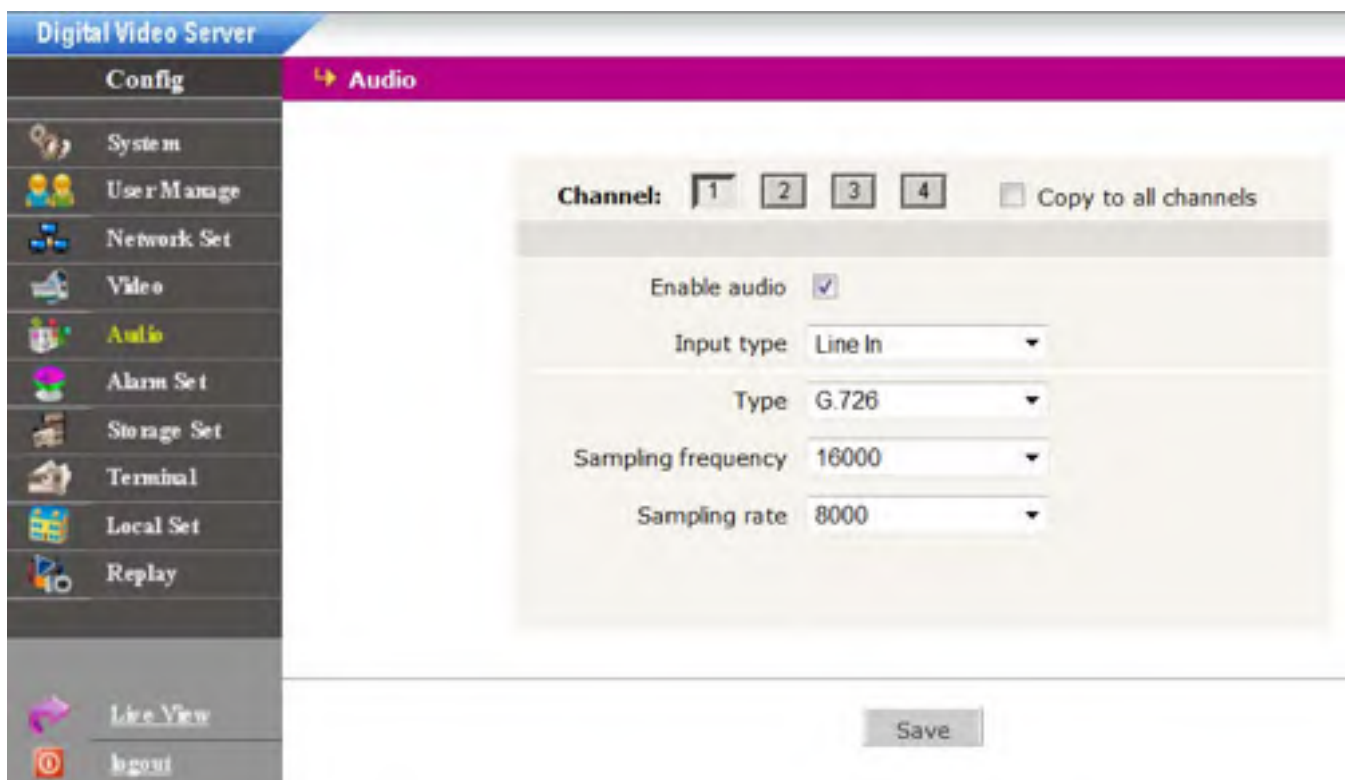 Digital Video Server
Config
Audio
System
User Manage
Network Set
Video
Audio
Alarm Set
Storage Set
Terminal
Local Set
Replay
Live View
logout
Channel: 1 2 3 4 Copy to all channels
Enable audio
Input type Line In
Type G.726
Sampling frequency 16000
Sampling rate 8000
Save